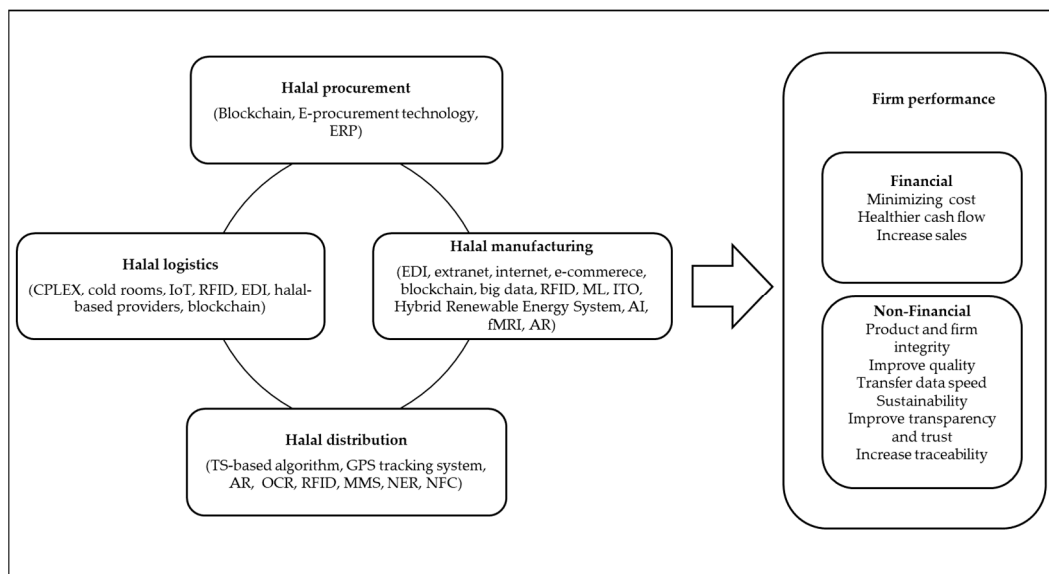 Halal procurement
(Blockchain, E-procurement technology,
ERP)
Halal logistics
(CPLEX, cold rooms, IoT, RFID, EDI, halal-
based providers, blockchain)
Halal manufacturing
(EDI, extranet, internet, e-commerece,
blockchain, big data, RFID, ML, ITO,
Hybrid Renewable Energy System, AI,
fMRI, AR)
Halal distribution
(TS-based algorithm, GPS tracking system,
AR, OCR, RFID, MMS, NER, NFC)
Firm performance
Financial
Minimizing cost
Healthier cash flow
Increase sales
Non-Financial
Product and firm
integrity
Improve quality
Transfer data speed
Sustainability
Improve transparency
and trust
Increase traceability